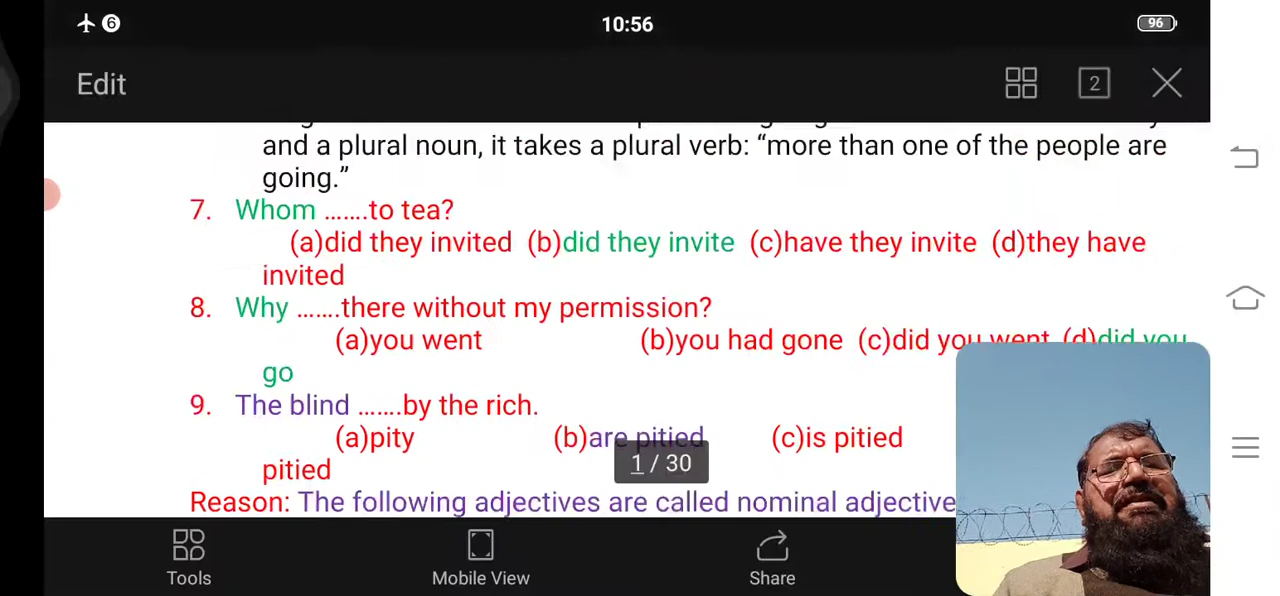 6 10:56 96
Edit 2
and a plural noun, it takes a plural verb: “more than one of the people are
going.”
7. Whom …….to tea?
(a)did they invited (b)did they invite (c)have they invite (d)they have
invited
8. Why …….there without my permission?
(a)you went (b)you had gone (c)did you went (d)did you
go
9. The blind …….by the rich.
(a)pity (b)are pitied (c)is pitied
pitied
1 / 30
Reason: The following adjectives are called nominal adjective
Tools Mobile View Share